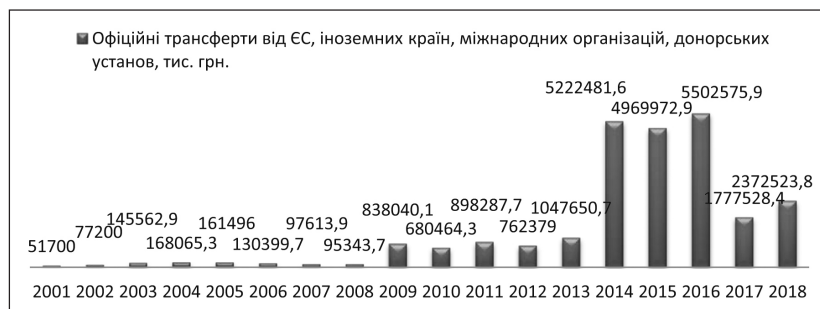 Офіційні трансферти від ЄС, іноземних країн, міжнародних організацій, донорських
установ, тис. грн.
5222481,6 5502575,9
4969972,9
2372523,8
1777528,4
145562,9 161496 97613,9 838040,1 898287,7 1047650,7
51700 77200 168065,3 130399,7 95343,7 680464,3 762379
2001 2002 2003 2004 2005 2006 2007 2008 2009 2010 2011 2012 2013 2014 2015 2016 2017 2018